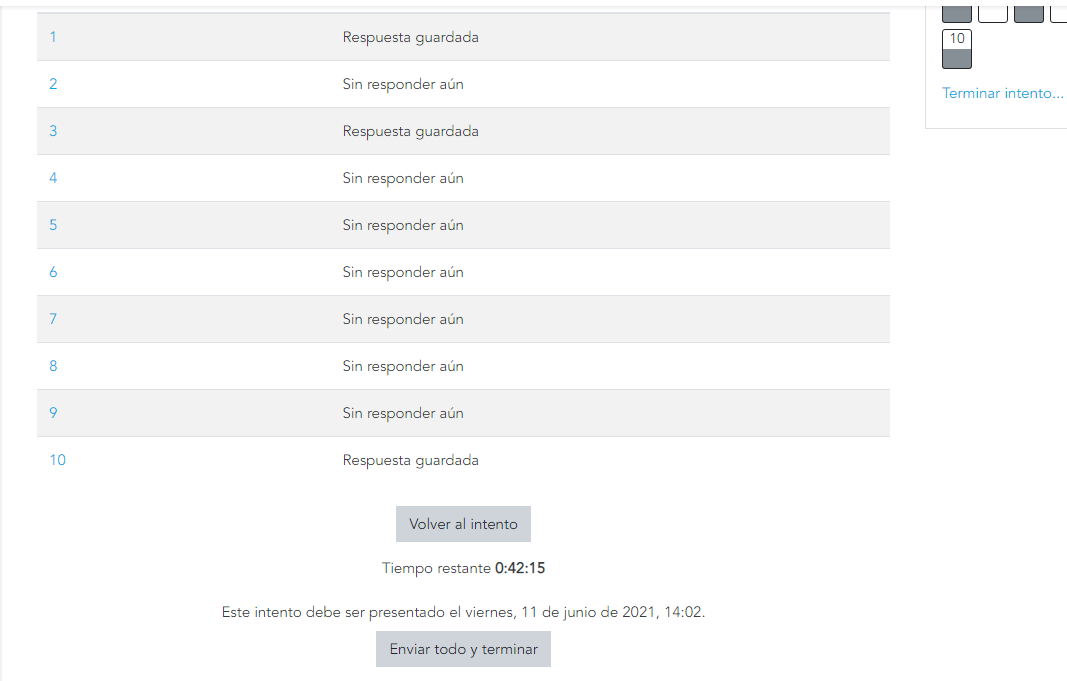 1 Respuesta guardada
2 Sin responder aún
3 Respuesta guardada
4 Sin responder aún
5 Sin responder aún
6 Sin responder aún
7 Sin responder aún
8 Sin responder aún
9 Sin responder aún
10 Respuesta guardada
Volver al intento
Tiempo restante 0:42:15
Este intento debe ser presentado el viernes, 11 de junio de 2021, 14:02.
Enviar todo y terminar
10
Terminar intento...